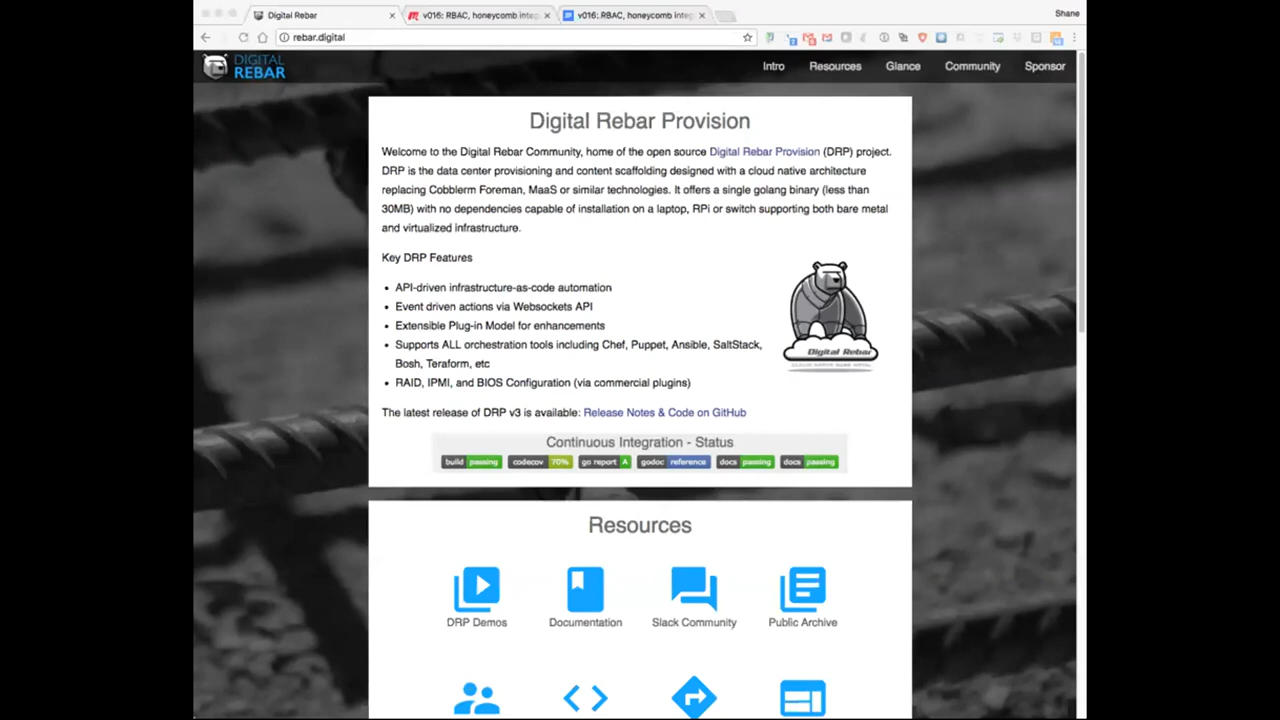 Digital Rebar
v016: RBAC, honeycomb integ
v016: RBAC, honeycomb integ
Shane
rebar.digital
DIGITAL
REBAR
Intro
Resources
Glance
Community
Sponsor
Digital Rebar Provision
Welcome to the Digital Rebar Community, home of the open source Digital Rebar Provision (DRP) project.
DRP is the data center provisioning and content scaffolding designed with a cloud native architecture
replacing Cobblerm Foreman, MaaS or similar technologies. It offers a single golang binary (less than
30MB) with no dependencies capable of installation on a laptop, RPi or switch supporting both bare metal
and virtualized infrastructure.
Key DRP Features
• API-driven infrastructure-as-code automation
• Event driven actions via Websockets API
• Extensible Plug-in Model for enhancements
• Supports ALL orchestration tools including Chef, Puppet, Ansible, SaltStack,
Bosh, Teraform, etc
• RAID, IPMI, and BIOS Configuration (via commercial plugins)
Digital Rebar
CLOUD NATIVE BARE METAL
The latest release of DRP v3 is available: Release Notes & Code on GitHub
Continuous Integration - Status
build passing
codecov 70%
go report A
godoc reference
docs passing
docs passing
Resources
DRP Demos
Documentation
Slack Community
Public Archive